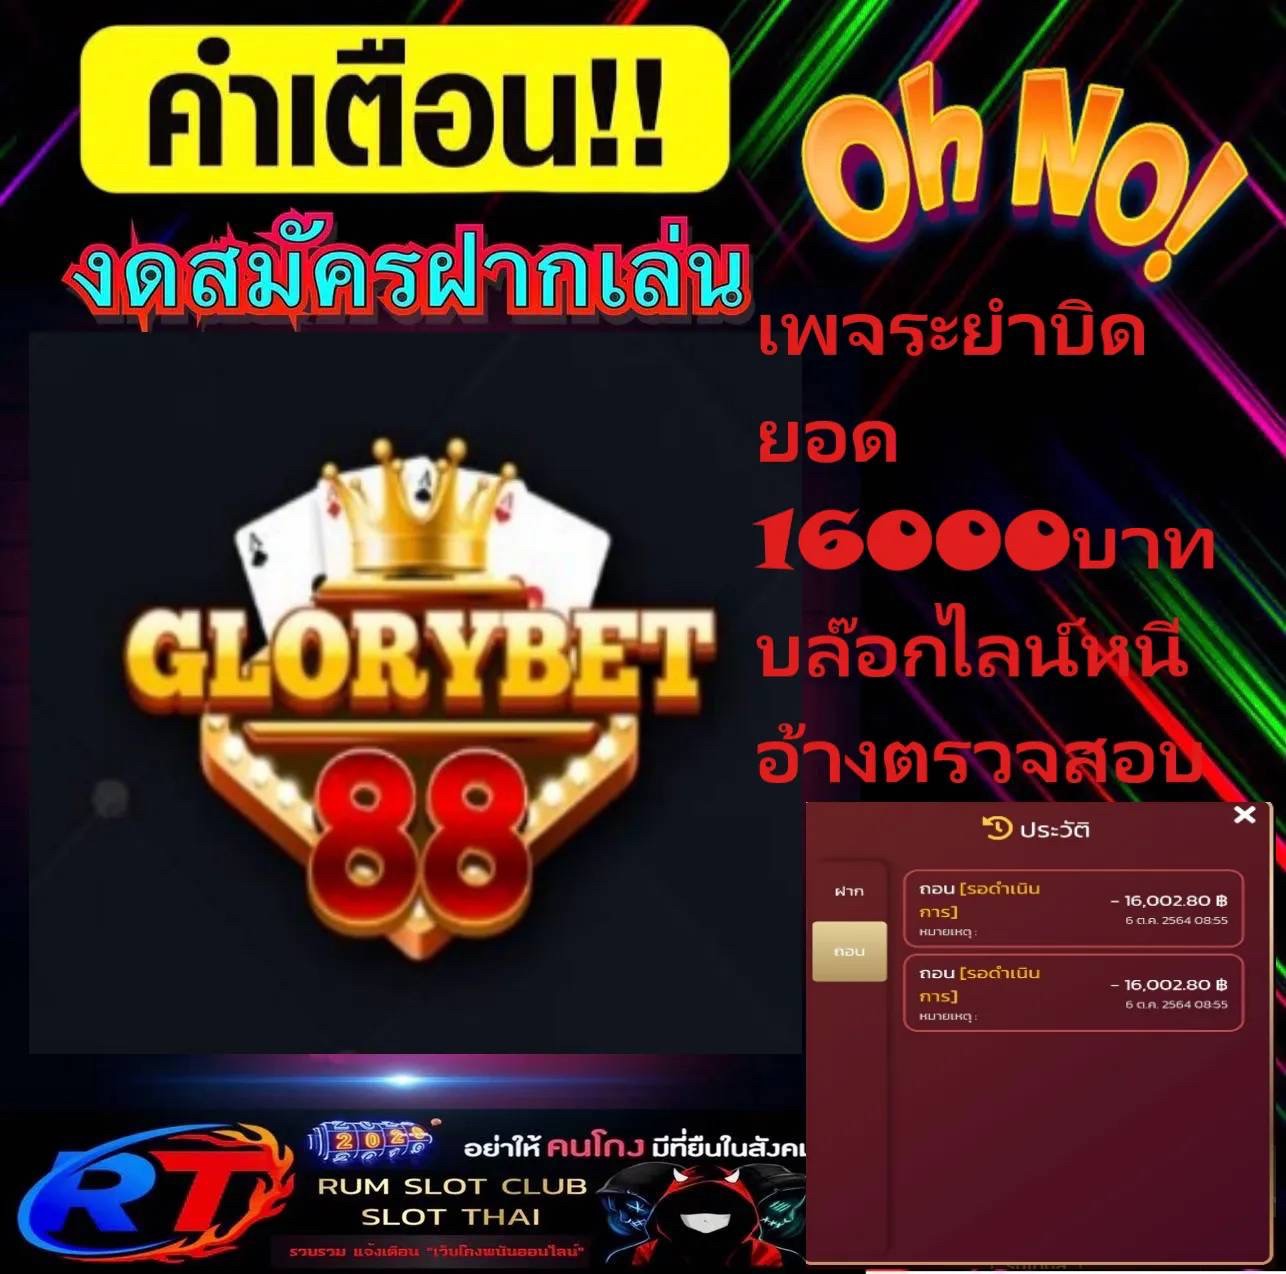 คำเตือน!!
Oh No!
งดสมัครฝากเล่น
เพจระยำบิด
ยอด
16000บาท
บล๊อกไลน์หนี
อ้างตรวจสอบ
A A A A
GLORYBET
88
ประวัติ
ฝาก
ถอน
ถอน [รอดำเนิน
การ]
- 16,002.80 ฿
6 ต.ค. 2564 08:55
หมายเหตุ :
ถอน [รอดำเนิน
การ]
- 16,002.80 ฿
6 ต.ค. 2564 08:55
หมายเหตุ :
RT
อย่าให้ คนโกง มีที่ยืนในสังคม
RUM SLOT CLUB
SLOT THAI
รวบรวม แจ้งเตือน "เว็บโกงพนันออนไลน์"